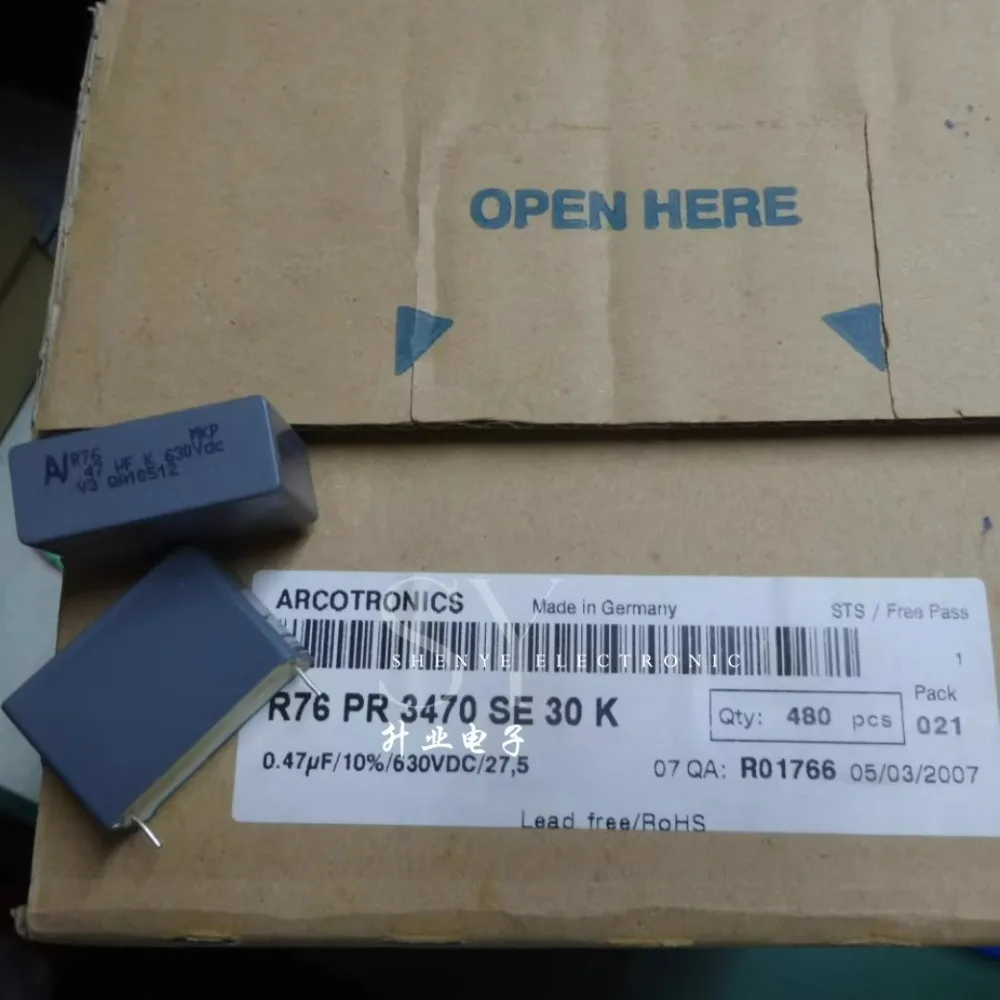 OPEN HERE
R76 MKP
.47 µF K 630Vdc
V3
ARCOTRONICS Made in Germany STS / Free Pass
1
SY
SHENYE ELECTRONIC
R76 PR 3470 SE 30 K Qty: 480 pcs Pack 021
升业电子
0.47µF/10%/630VDC/27,5 07 QA: R01766 05/03/2007
Lead free/RoHS